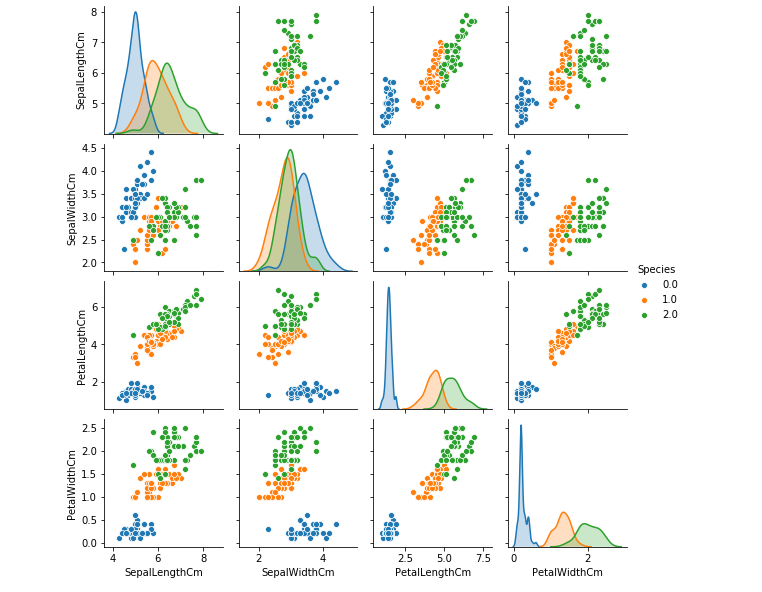 8
7
6
5
SepalLengthCm
4.5
4.0
3.5
3.0
2.5
2.0
SepalWidthCm
Species
0.0
1.0
2.0
6
4
2
PetalLengthCm
2.5
2.0
1.5
1.0
0.5
0.0
PetalWidthCm
4 6 8
2 4
2.5 5.0 7.5
0 2
SepalLengthCm
SepalWidthCm
PetalLengthCm
PetalWidthCm